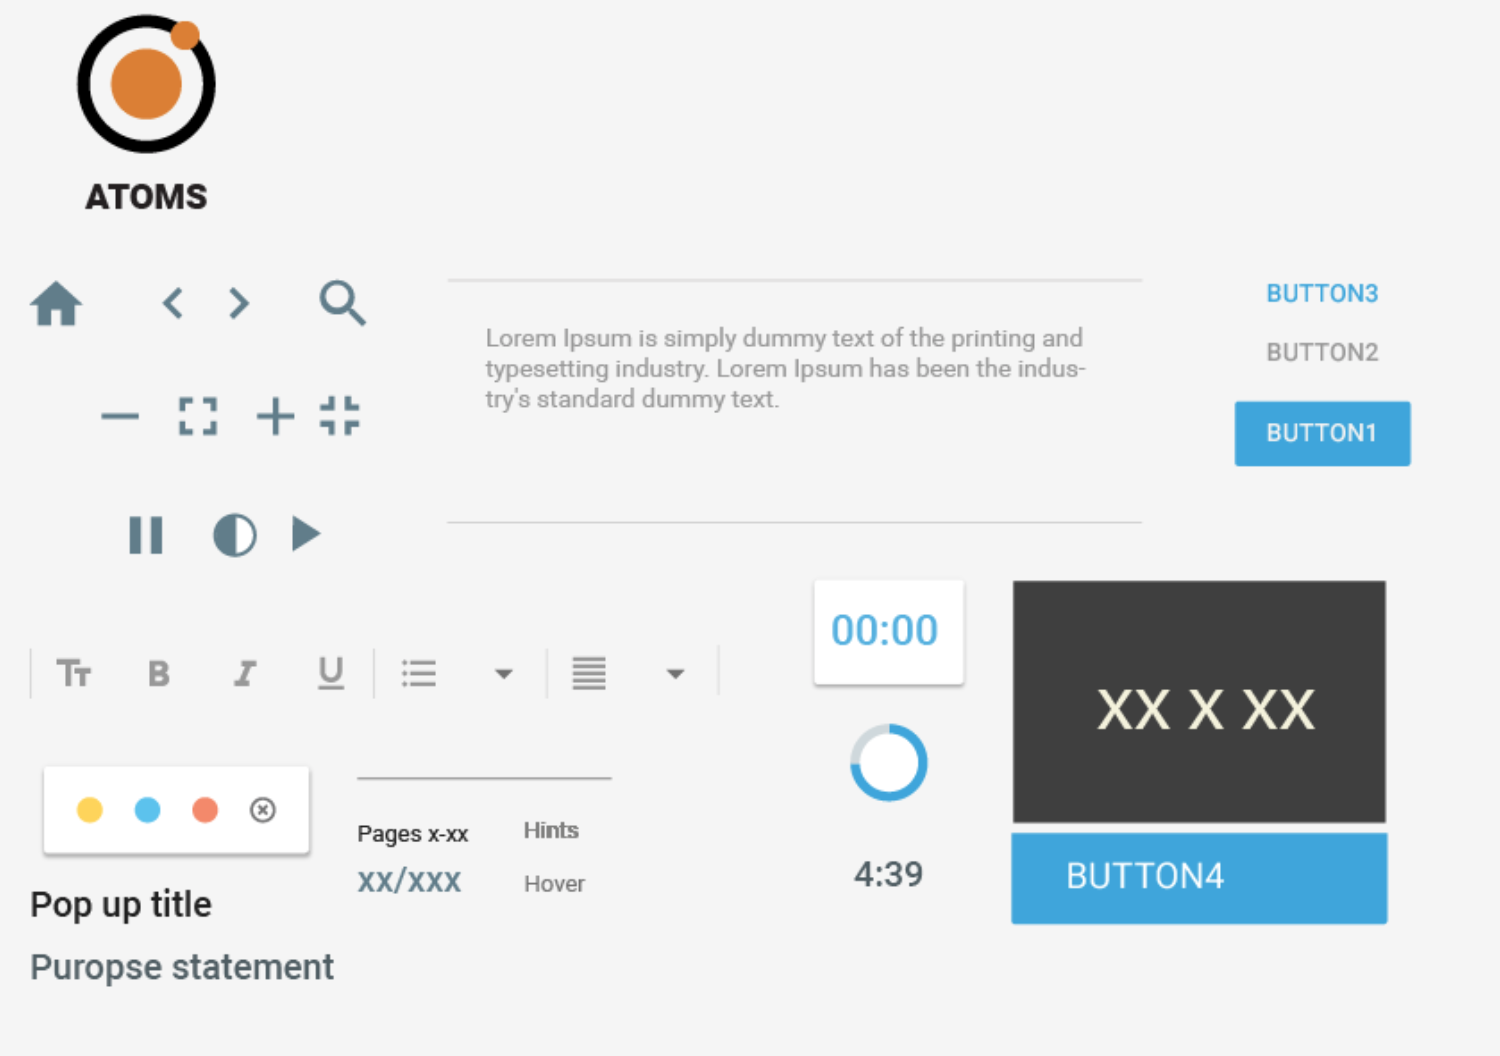 ATOMS
Lorem Ipsum is simply dummy text of the printing and
typesetting industry. Lorem Ipsum has been the indus-
try's standard dummy text.
BUTTON3
BUTTON2
BUTTON1
Tт B I U
00:00
XX X XX
Pages x-xx
Hints
xx/xxx
Hover
4:39
BUTTON4
Pop up title
Puropse statement